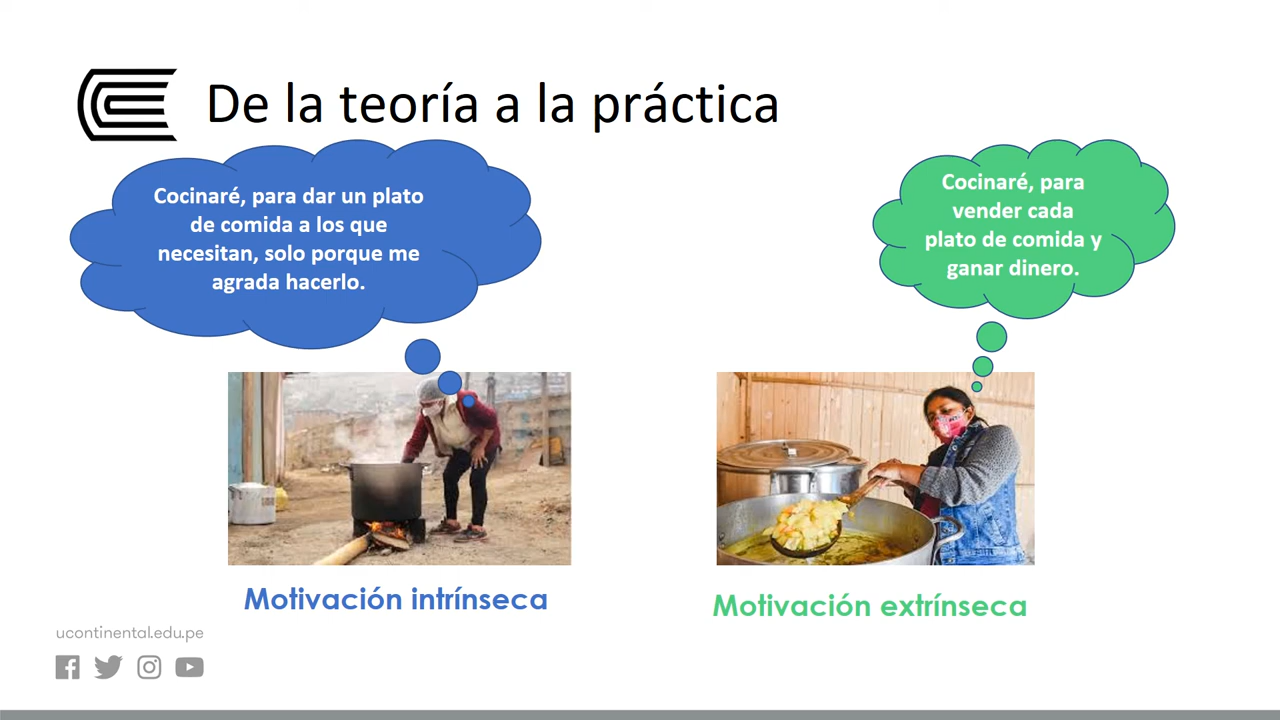 De la teoría a la práctica
Cocinaré, para dar un plato
de comida a los que
necesitan, solo porque me
agrada hacerlo.
Cocinaré, para
vender cada
plato de comida y
ganar dinero.
Motivación intrínseca
Motivación extrínseca
ucontinental.edu.pe